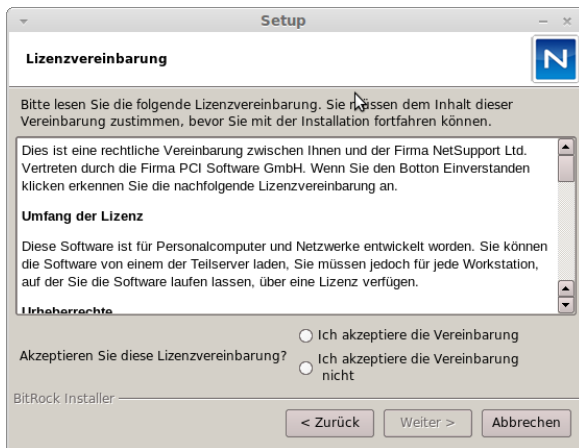 Setup
Lizenzvereinbarung
N
Bitte lesen Sie die folgende Lizenzvereinbarung. Sie müssen dem Inhalt dieser
Vereinbarung zustimmen, bevor Sie mit der Installation fortfahren können.
Dies ist eine rechtliche Vereinbarung zwischen Ihnen und der Firma NetSupport Ltd.
Vertreten durch die Firma PCI Software GmbH. Wenn Sie den Botton Einverstanden
klicken erkennen Sie die nachfolgende Lizenzvereinbarung an.
Umfang der Lizenz
Diese Software ist für Personalcomputer und Netzwerke entwickelt worden. Sie können
die Software von einem der Teilserver laden, Sie müssen jedoch für jede Workstation,
auf der Sie die Software laufen lassen, über eine Lizenz verfügen.
Urheberrechte
Akzeptieren Sie diese Lizenzvereinbarung?
Ich akzeptiere die Vereinbarung
Ich akzeptiere die Vereinbarung
nicht
BitRock Installer
< Zurück
Weiter >
Abbrechen